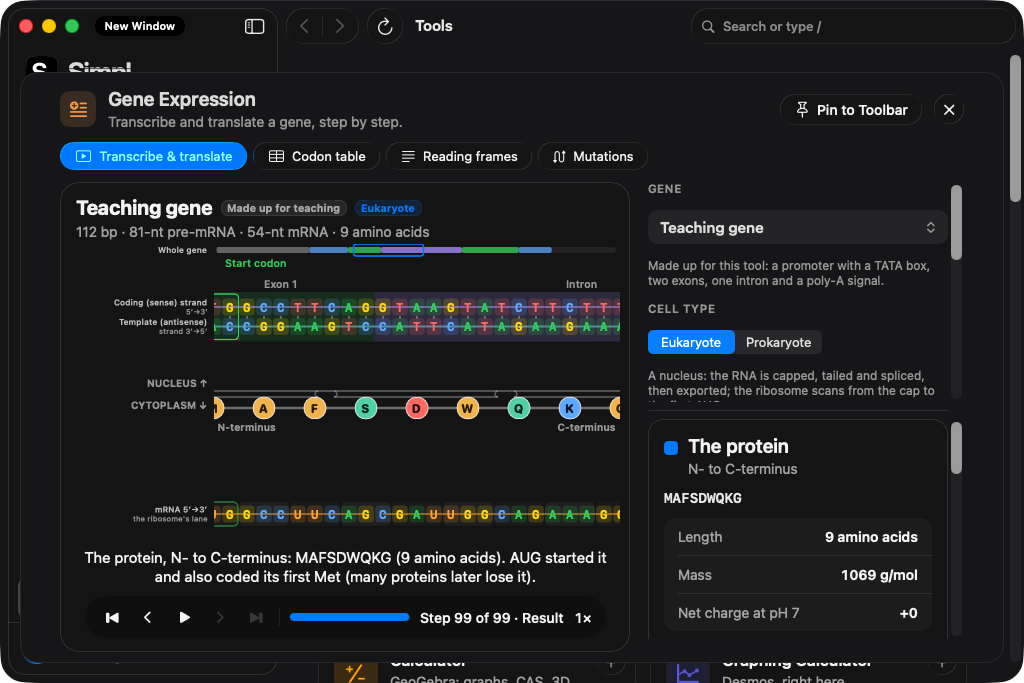 New Window
Tools
Search or type /
Simpl
Gene Expression
Transcribe and translate a gene, step by step.
Pin to Toolbar
Transcribe & translate
Codon table
Reading frames
Mutations
Teaching gene
Made up for teaching
Eukaryote
112 bp · 81-nt pre-mRNA · 54-nt mRNA · 9 amino acids
Whole gene
Start codon
Exon 1
Intron
Coding (sense) strand
5'→3'
G G C C T T C A G G T A A G T A T C T T C T T T
Template (antisense)
strand 3'→5'
C C G G A A G T C C A T T C A T A G A A G A A A
NUCLEUS ↑
CYTOPLASM ↓
A F S D W Q K
N-terminus
C-terminus
mRNA 5'→3'
the ribosome's lane
G G C C U U C A G C G A U U G G C A G A A A G G
The protein, N- to C-terminus: MAFSDWQKG (9 amino acids). AUG started it
and also coded its first Met (many proteins later lose it).
Step 99 of 99 · Result
1×
GENE
Teaching gene
Made up for this tool: a promoter with a TATA box,
two exons, one intron and a poly-A signal.
CELL TYPE
Eukaryote
Prokaryote
A nucleus: the RNA is capped, tailed and spliced,
then exported; the ribosome scans from the cap to
the first AUG
The protein
N- to C-terminus
MAFSDWQKG
Length
9 amino acids
Mass
1069 g/mol
Net charge at pH 7
+0
Calculator
GeoGebra: graphs, CAS, 3D
Graphing Calculator
Desmos, right here